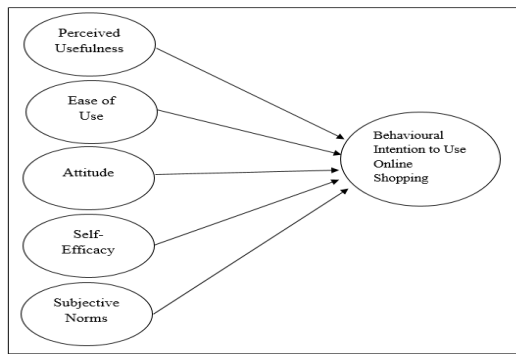 Perceived
Usefulness
Ease of
Use
Attitude
Self-
Efficacy
Subjective
Norms
Behavioural
Intention to Use
Online
Shopping